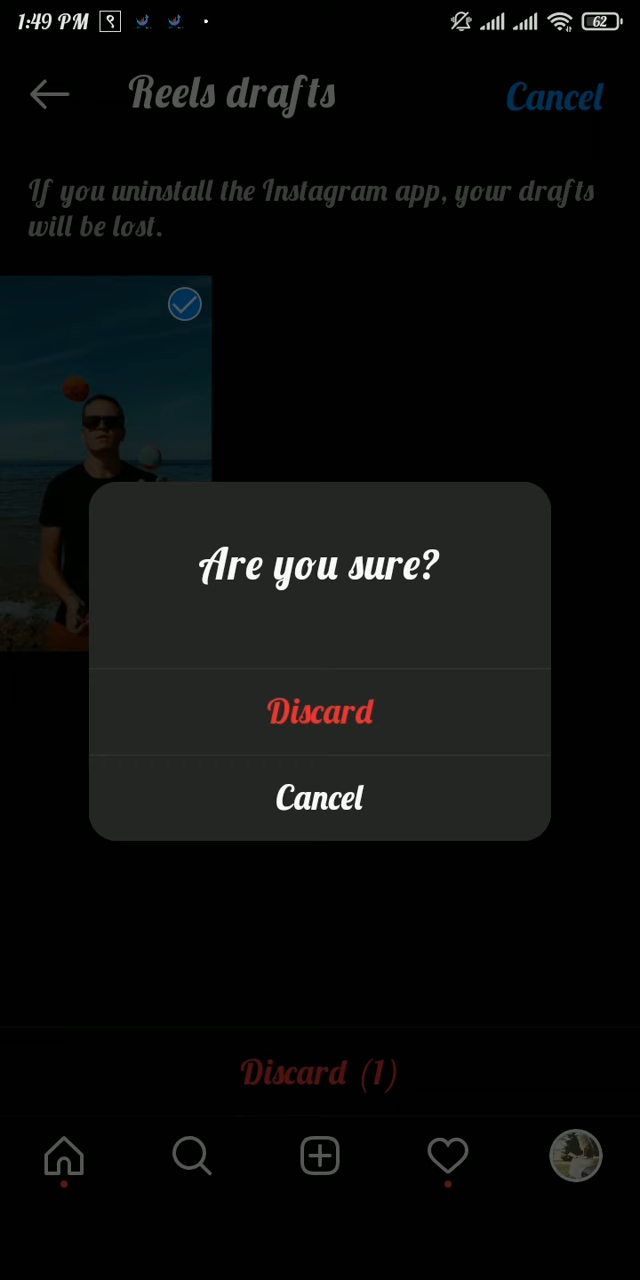 1:49 PM
62
Reels drafts
Cancel
If you uninstall the Instagram app, your drafts
will be lost.
Are you sure?
Discard
Cancel
Discard (1)